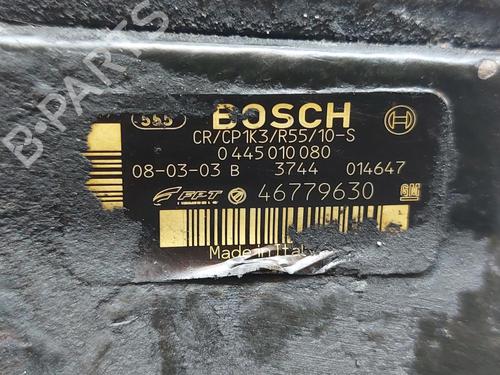 B-PARTS
565 BOSCH
CR/CP1K3/R55/10-S
0 445 010 080
08-03-03 B 3744 014647
FPT 46779630 GM
Made in Italy